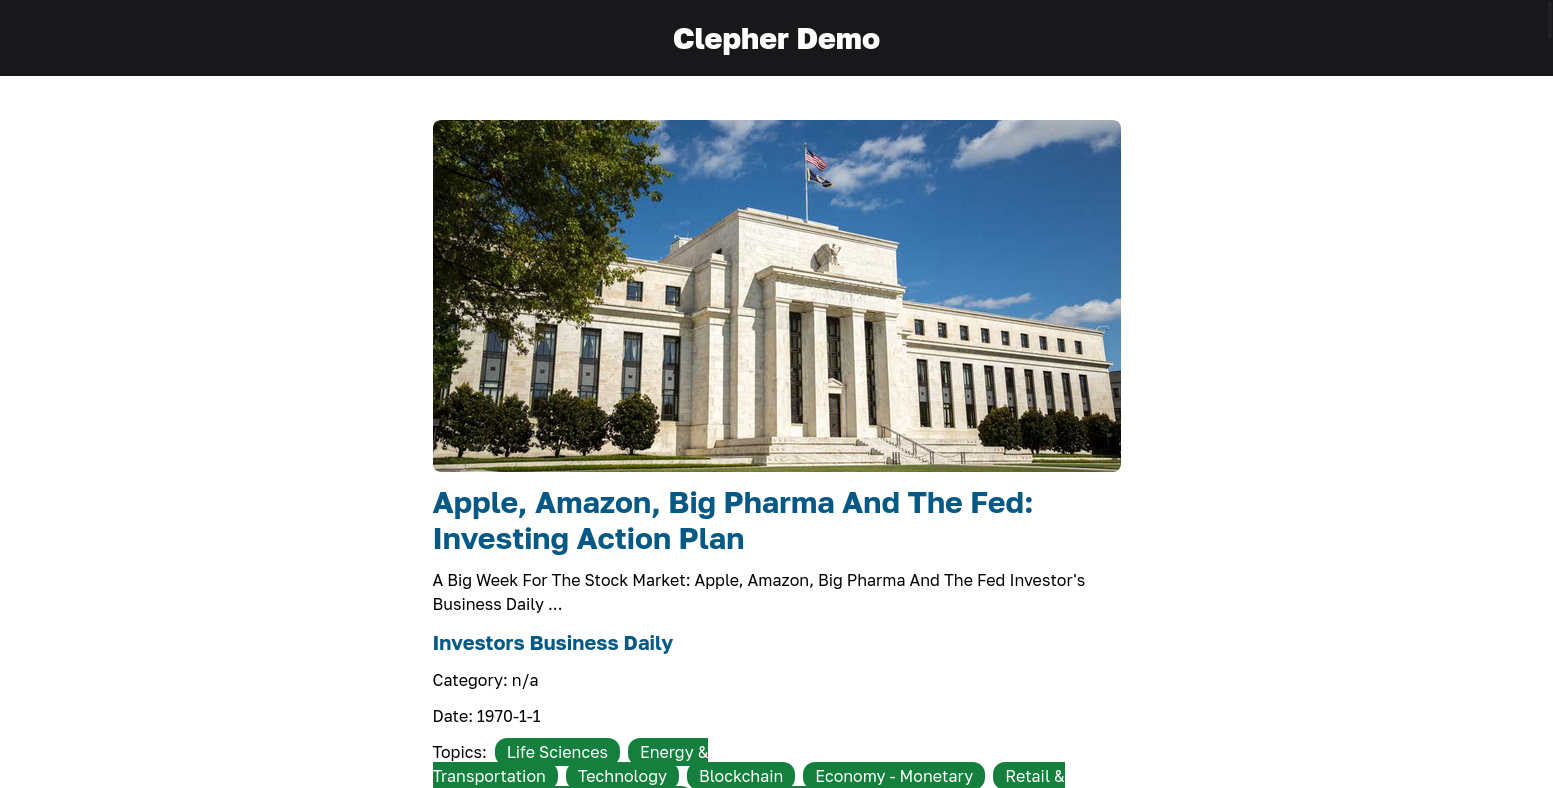 Clepher Demo
Apple, Amazon, Big Pharma And The Fed:
Investing Action Plan
A Big Week For The Stock Market: Apple, Amazon, Big Pharma And The Fed Investor's
Business Daily ...
Investors Business Daily
Category: n/a
Date: 1970-1-1
Topics: Life Sciences Energy &
Transportation Technology Blockchain Economy - Monetary Retail &